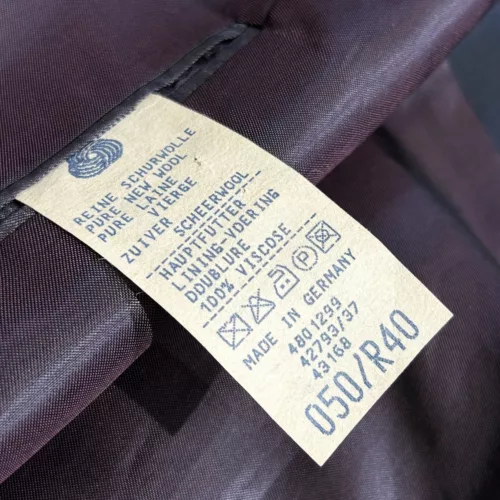 REINE SCHURWOLLE
PURE NEW WOOL
PURE LAINE
VIERGE
ZUIVER SCHEERWOOL
HAUPTFUTTER
LINING-VOERING
DOUBLURE
100% VISCOSE
MADE IN GERMANY
4801299
42793/37
43168
050/R40